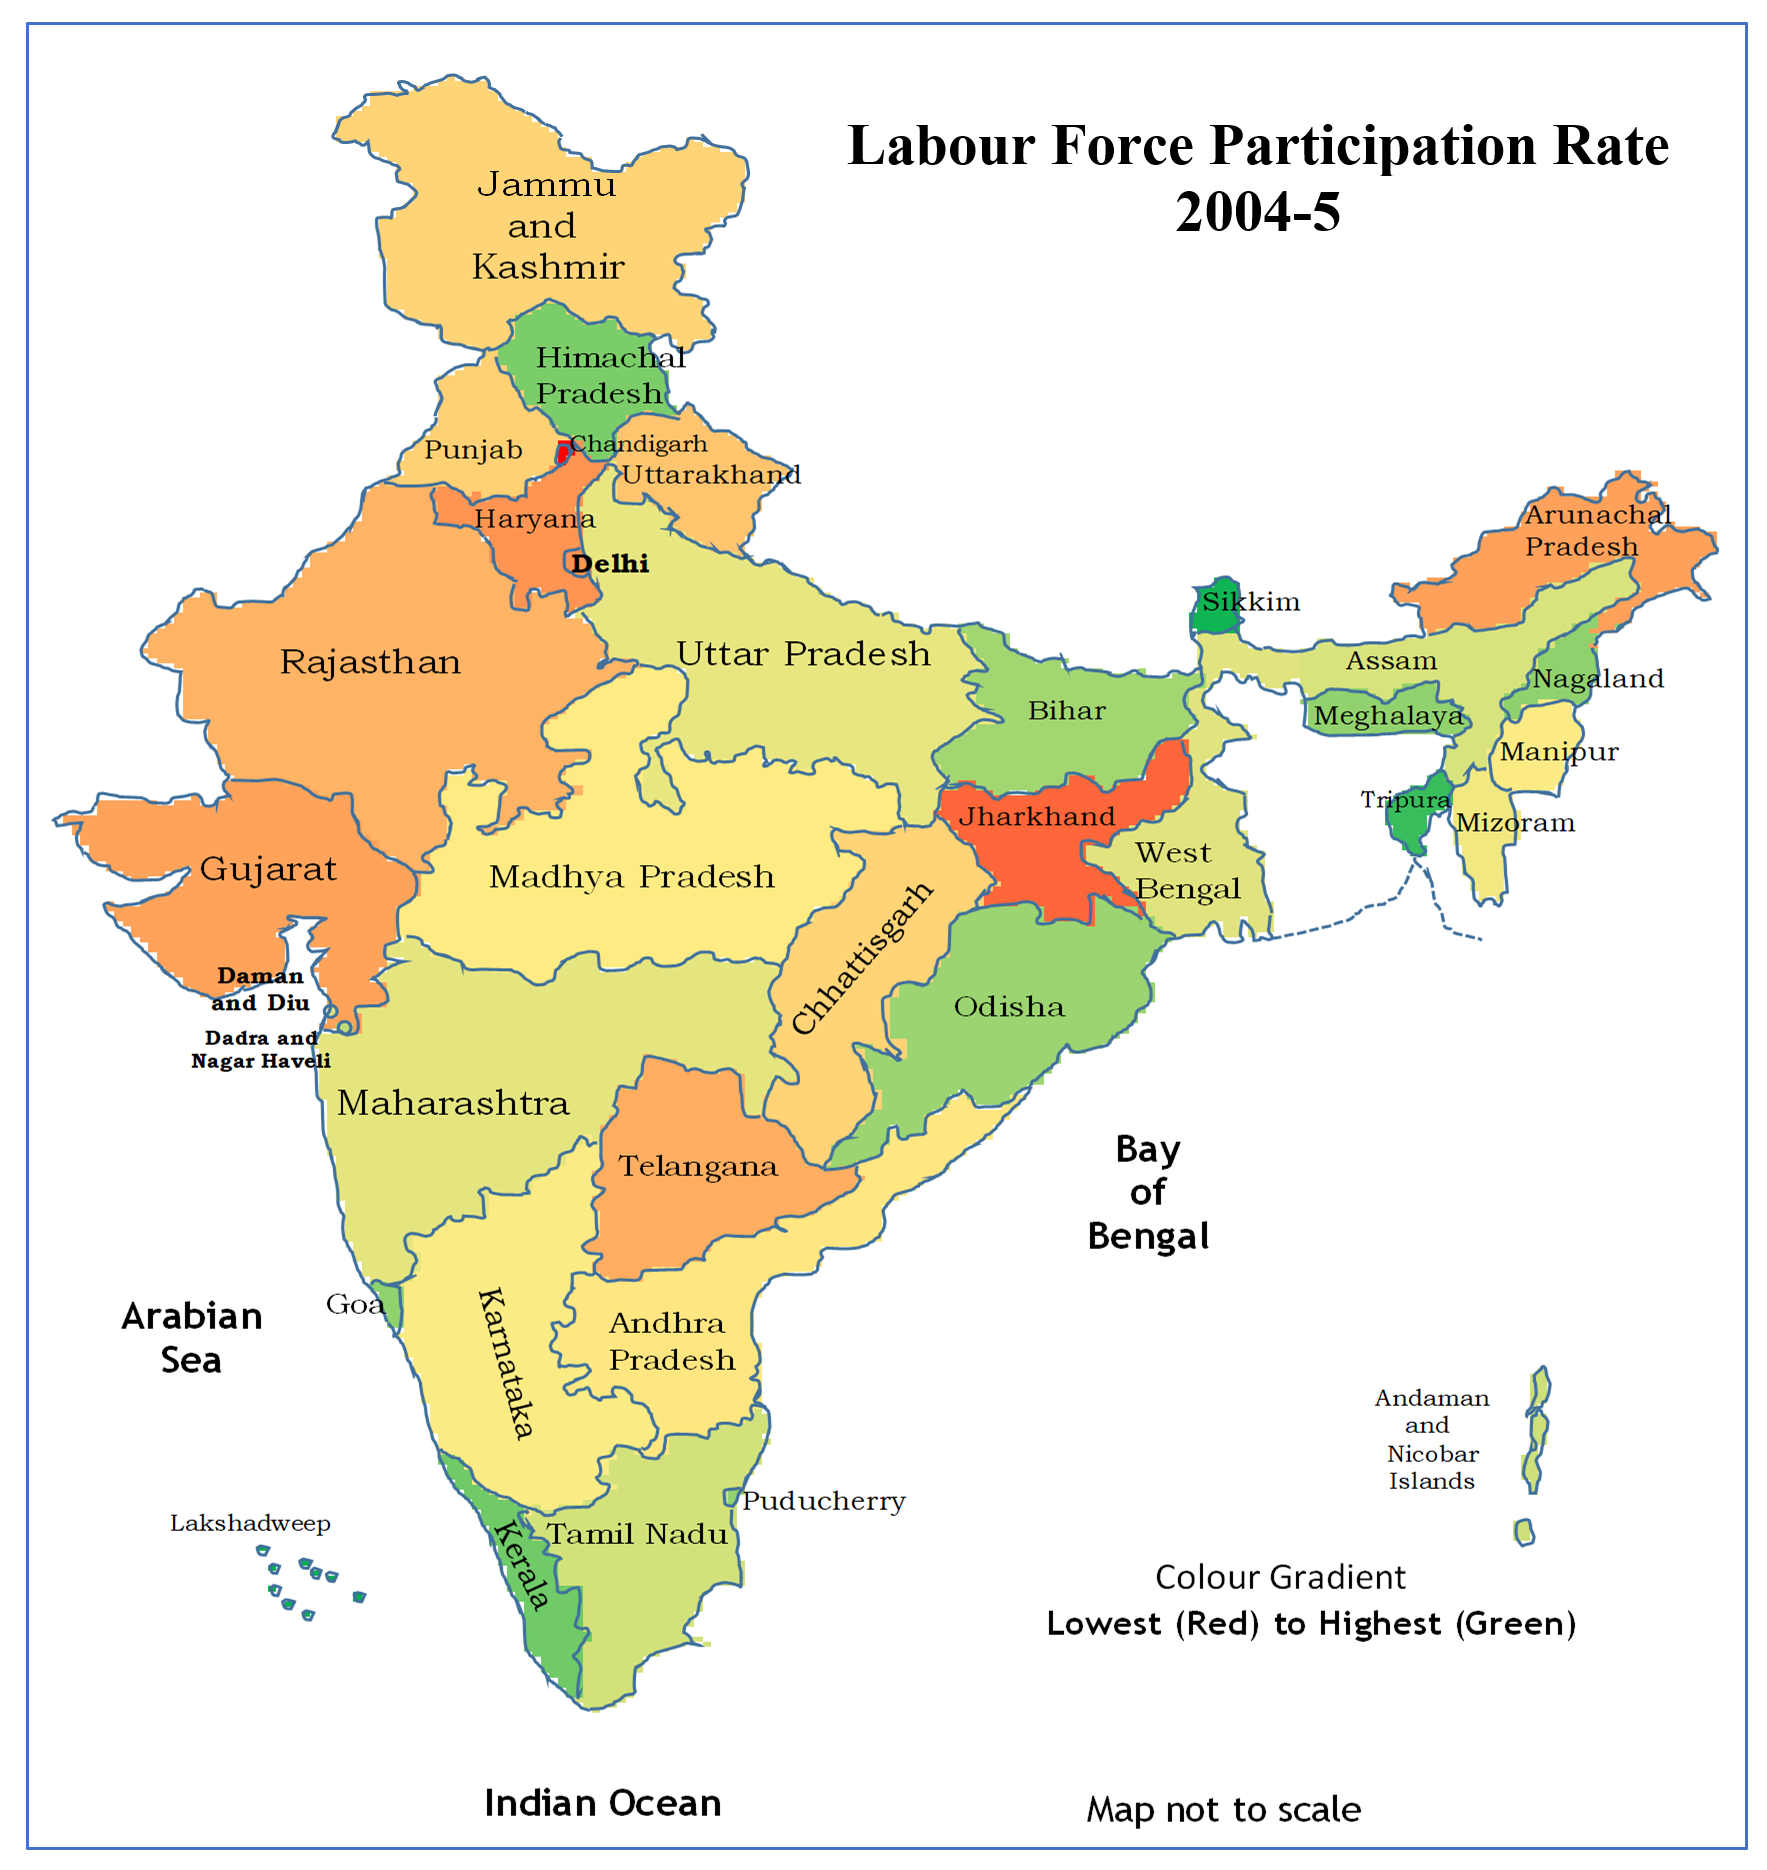 Labour Force Participation Rate
2004-5
Jammu
and
Kashmir
Himachal
Pradesh
Punjab
Chandigarh
Uttarakhand
Haryana
Delhi
Arunachal
Pradesh
Sikkim
Rajasthan
Uttar Pradesh
Assam
Nagaland
Bihar
Meghalaya
Manipur
Tripura
Mizoram
Jharkhand
Gujarat
Madhya Pradesh
West
Bengal
Chhattisgarh
Daman
and Diu
Dadra and
Nagar Haveli
Odisha
Maharashtra
Telangana
Bay
of
Bengal
Goa
Arabian
Sea
Karnataka
Andhra
Pradesh
Andaman
and
Nicobar
Islands
Puducherry
Lakshadweep
Kerala
Tamil Nadu
Colour Gradient
Lowest (Red) to Highest (Green)
Indian Ocean
Map not to scale